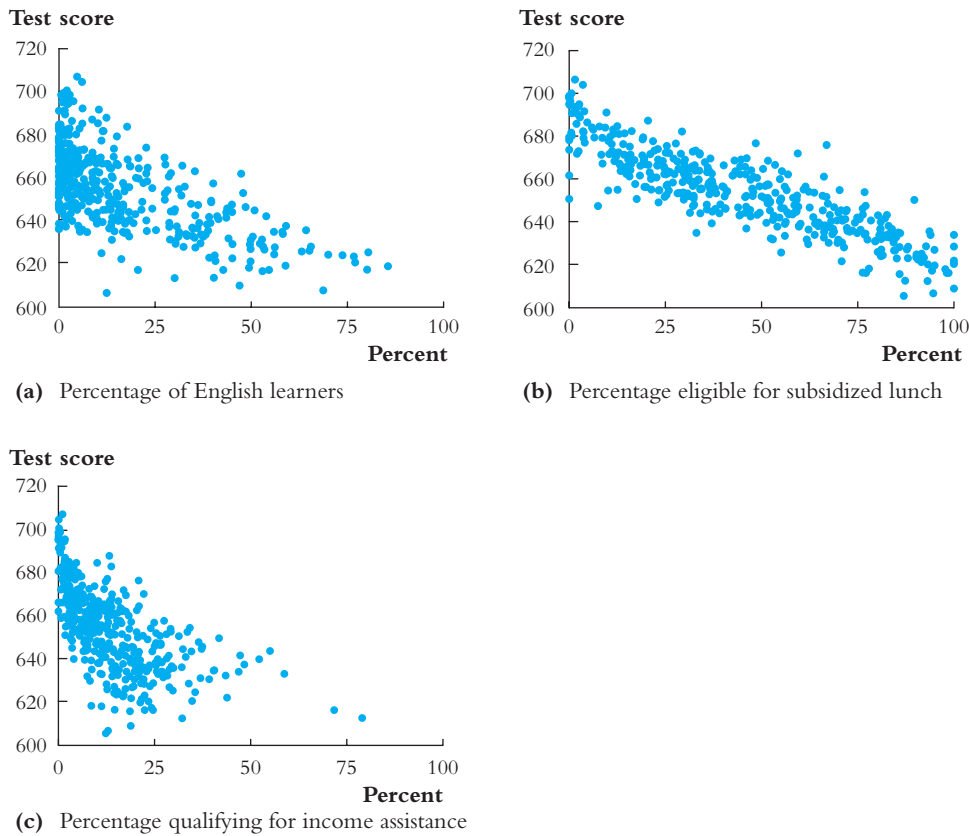 Test score
720
700
680
660
640
620
600
0 25 50 75 100
Percent
(a) Percentage of English learners
Test score
720
700
680
660
640
620
600
0 25 50 75 100
Percent
(b) Percentage eligible for subsidized lunch
Test score
720
700
680
660
640
620
600
0 25 50 75 100
Percent
(c) Percentage qualifying for income assistance